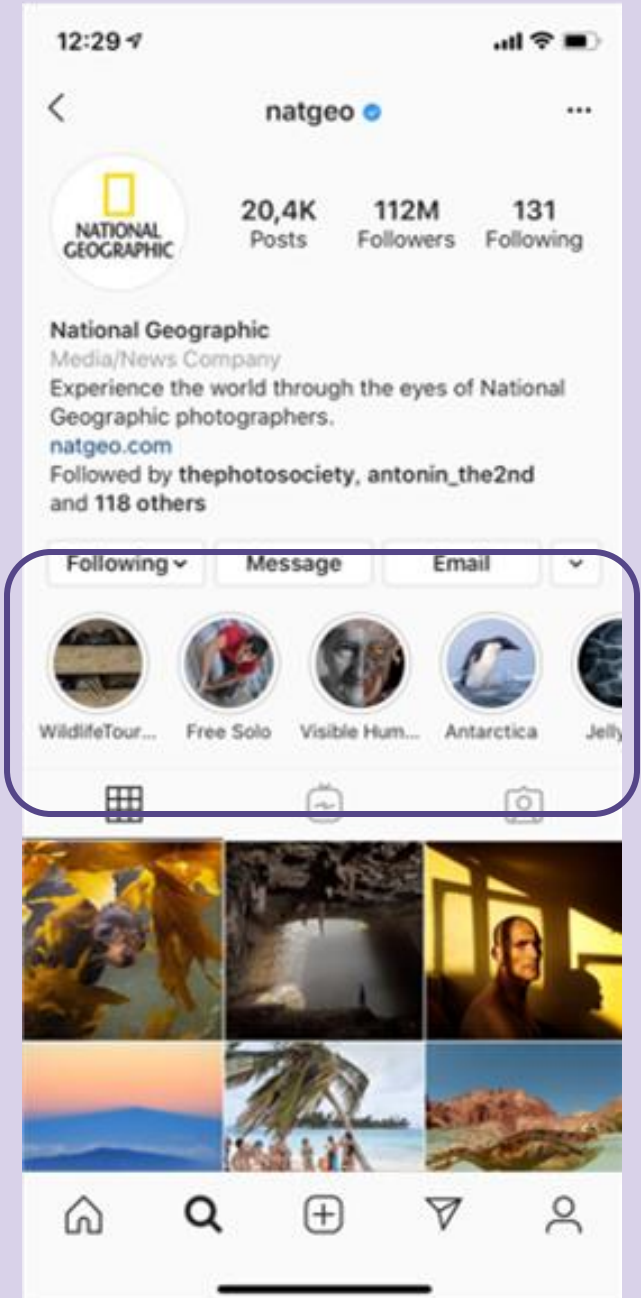 12:29
natgeo
NATIONAL
GEOGRAPHIC
20,4K 112M 131
Posts Followers Following
National Geographic
Media/News Company
Experience the world through the eyes of National
Geographic photographers.
natgeo.com
Followed by thephotosociety, antonin_the2nd
and 118 others
Following Message Email
WildlifeTour... Free Solo Visible Hum... Antarctica Jelly